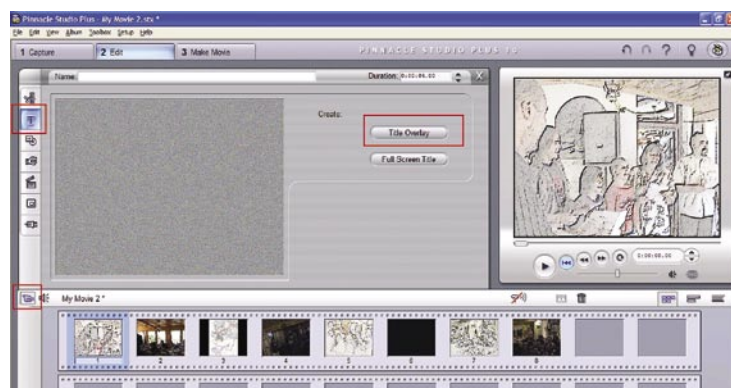 Pinnacle Studio Plus - My Movie 2.stx *
File Edit View Album Toolbox Setup Help
1 Capture
2 Edit
3 Make Movie
PINNACLE STUDIO PLUS 10
Name:
Duration:
Create:
Title Overlay
Full Screen Title
My Movie 2 *
1
2
3
4
5
6
7
8